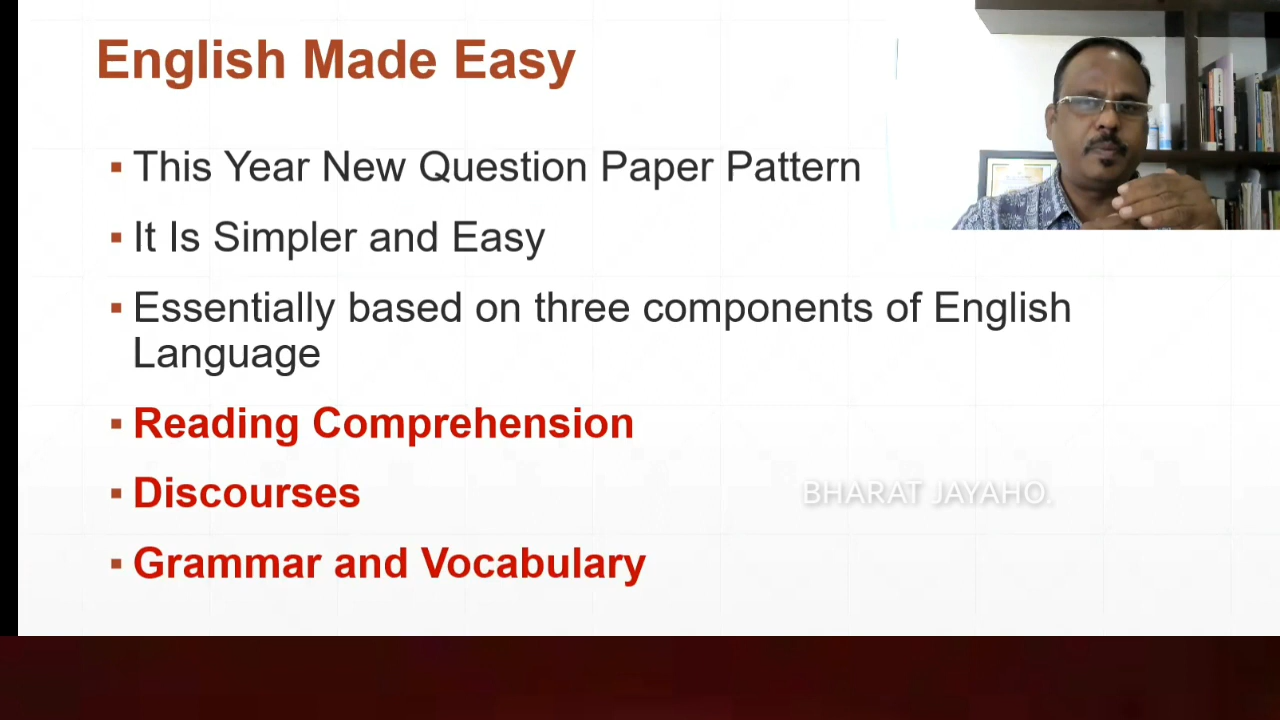 English Made Easy
This Year New Question Paper Pattern
It Is Simpler and Easy
Essentially based on three components of English
Language
Reading Comprehension
Discourses
BHARAT JAYAHO.
Grammar and Vocabulary